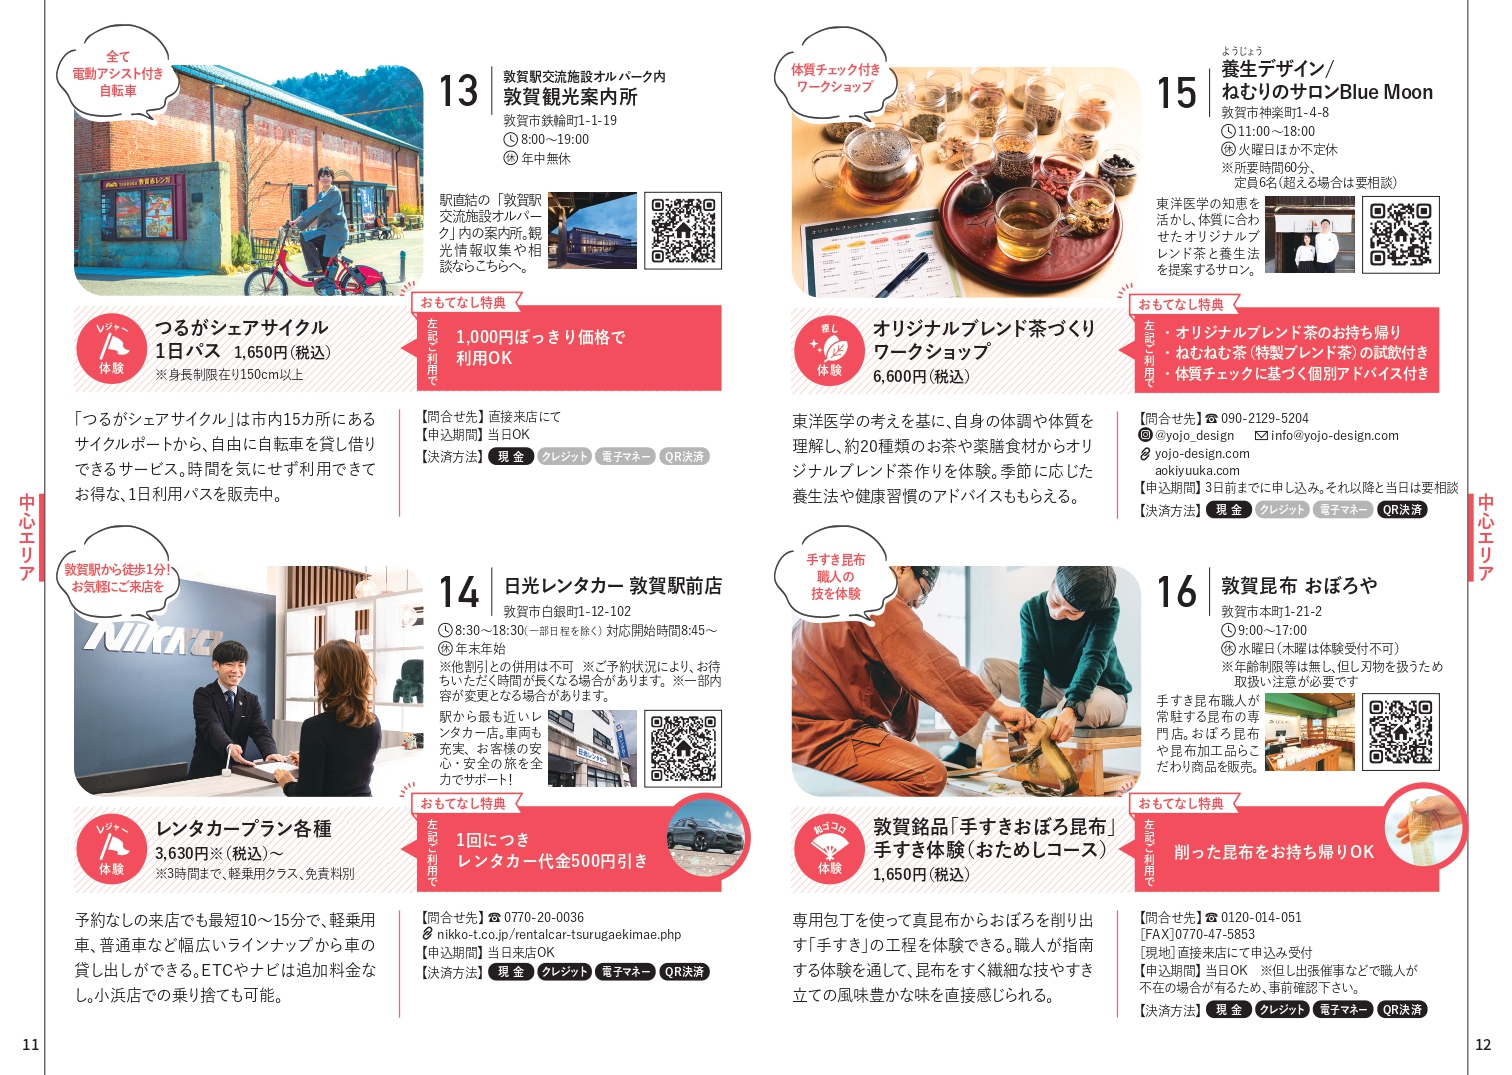 全て
電動アシスト付き
自転車
13
敦賀駅交流施設オルパーク内
敦賀観光案内所
敦賀市鉄輪町1-1-19
8:00〜19:00
休 年中無休
駅直結の「敦賀駅
交流施設オルパー
ク」内の案内所。観
光情報収集や相
談ならこちらへ。
レジャー
体験
つるがシェアサイクル
1日パス 1,650円(税込)
※身長制限在り150cm以上
おもてなし特典
左記ご利用で
1,000円ぽっきり価格で
利用OK
「つるがシェアサイクル」は市内15カ所にある
サイクルポートから、自由に自転車を貸し借り
できるサービス。時間を気にせず利用できて
お得な、1日利用パスを販売中。
【問合せ先】直接来店にて
【申込期間】当日OK
【決済方法】現金 クレジット 電子マネー QR決済
中心エリア
敦賀駅から徒歩1分!
お気軽にご来店を
NIKKO
14
日光レンタカー 敦賀駅前店
敦賀市白銀町1-12-102
8:30〜18:30(一部日程を除く) 対応開始時間8:45〜
休 年末年始
※他割引との併用は不可 ※ご予約状況により、お待
ちいただく時間が長くなる場合があります。 ※一部内
容が変更となる場合があります。
駅から最も近いレ
ンタカー店。車両も
充実、お客様の安
心・安全の旅を全
力でサポート!
日光レンタカー
レジャー
体験
レンタカープラン各種
3,630円※(税込)〜
※3時間まで、軽乗用クラス、免責料別
おもてなし特典
左記ご利用で
1回につき
レンタカー代金500円引き
予約なしの来店でも最短10〜15分で、軽乗用
車、普通車など幅広いラインナップから車の
貸し出しができる。ETCやナビは追加料金な
し。小浜店での乗り捨ても可能。
【問合せ先】☎ 0770-20-0036
nikko-t.co.jp/rentalcar-tsurugaekimae.php
【申込期間】当日来店OK
【決済方法】現金 クレジット 電子マネー QR決済
11
体質チェック付き
ワークショップ
オリジナルブレンドティーづくり
15
ようじょう
養生デザイン/
ねむりのサロンBlue Moon
敦賀市神楽町1-4-8
11:00〜18:00
休 火曜日ほか不定休
※所要時間60分、
定員6名(超える場合は要相談)
東洋医学の知恵を
活かし、体質に合わ
せたオリジナルブ
レンド茶と養生法
を提案するサロン。
癒し
体験
オリジナルブレンド茶づくり
ワークショップ
6,600円(税込)
おもてなし特典
左記ご利用で
・オリジナルブレンド茶のお持ち帰り
・ねむねむ茶(特製ブレンド茶)の試飲付き
・体質チェックに基づく個別アドバイス付き
東洋医学の考えを基に、自身の体調や体質を
理解し、約20種類のお茶や薬膳食材からオリ
ジナルブレンド茶作りを体験。季節に応じた
養生法や健康習慣のアドバイスももらえる。
【問合せ先】☎ 090-2129-5204
@yojo_design info@yojo-design.com
yojo-design.com
aokiyuuka.com
【申込期間】3日前までに申し込み。それ以降と当日は要相談
【決済方法】現金 クレジット 電子マネー QR決済
中心エリア
手すき昆布
職人の
技を体験
16
敦賀昆布 おぼろや
敦賀市本町1-21-2
9:00〜17:00
休 水曜日(木曜は体験受付不可)
※年齢制限等は無し、但し刃物を扱うため
取扱い注意が必要です
手すき昆布職人が
常駐する昆布の専
門店。おぼろ昆布
や昆布加工品らこ
だわり商品を販売。
和ゴコロ
体験
敦賀銘品「手すきおぼろ昆布」
手すき体験(おためしコース)
1,650円(税込)
おもてなし特典
左記ご利用で
削った昆布をお持ち帰りOK
専用包丁を使って真昆布からおぼろを削り出
す「手すき」の工程を体験できる。職人が指南
する体験を通して、昆布をすく繊細な技やすき
立ての風味豊かな味を直接感じられる。
【問合せ先】☎ 0120-014-051
[FAX]0770-47-5853
[現地]直接来店にて申込み受付
【申込期間】当日OK ※但し出張催事などで職人が
不在の場合が有るため、事前確認下さい。
【決済方法】現金 クレジット 電子マネー QR決済
12